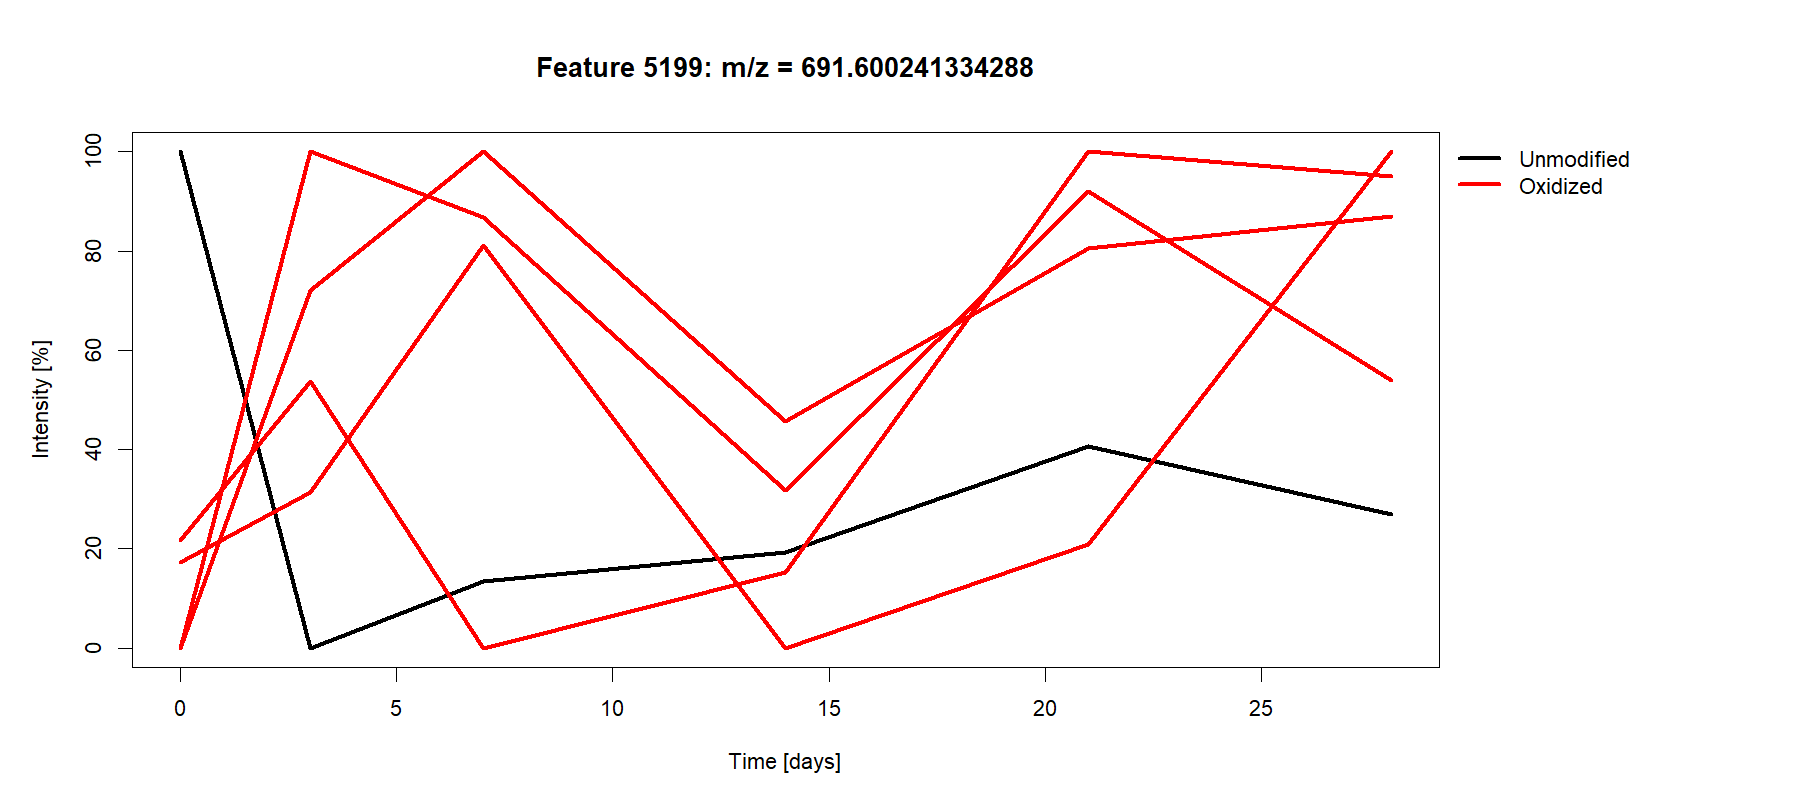 Feature 5199: m/z = 691.600241334288
Intensity [%]
100
80
60
40
20
0
0 5 10 15 20 25
Time [days]
Unmodified
Oxidized